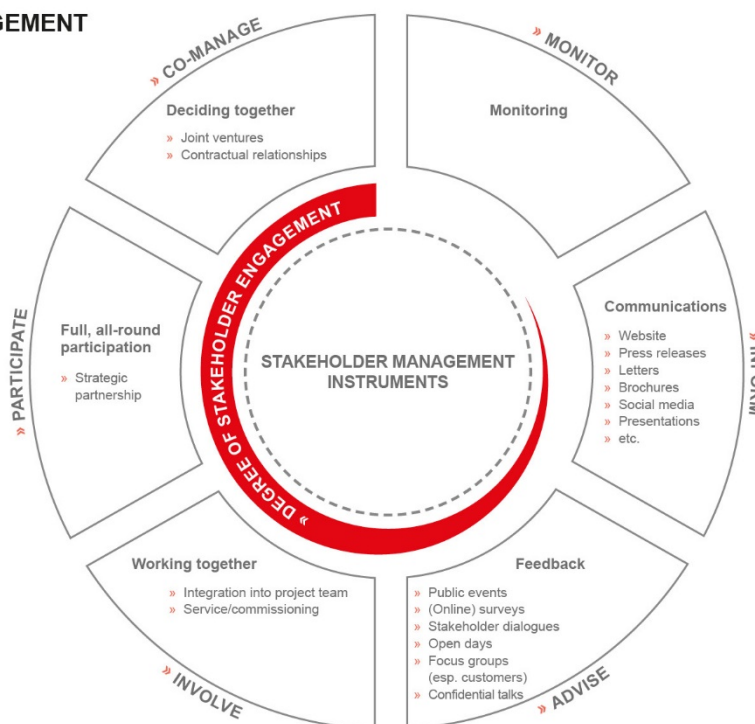 GEMENT
» CO-MANAGE
Deciding together
» Joint ventures
» Contractual relationships
» MONITOR
Monitoring
» INFORM
Communications
» Website
» Press releases
» Letters
» Brochures
» Social media
» Presentations
» etc.
» ADVISE
Feedback
» Public events
» (Online) surveys
» Stakeholder dialogues
» Open days
» Focus groups
(esp. customers)
» Confidential talks
» INVOLVE
Working together
» Integration into project team
» Service/commissioning
» PARTICIPATE
Full, all-round
participation
» Strategic
partnership
» DEGREE OF STAKEHOLDER ENGAGEMENT
STAKEHOLDER MANAGEMENT
INSTRUMENTS